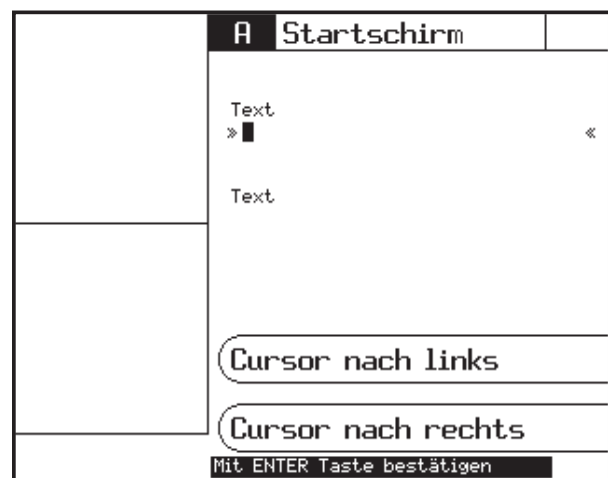 A Startschirm
Text
» «
Text
Cursor nach links
Cursor nach rechts
Mit ENTER Taste bestätigen